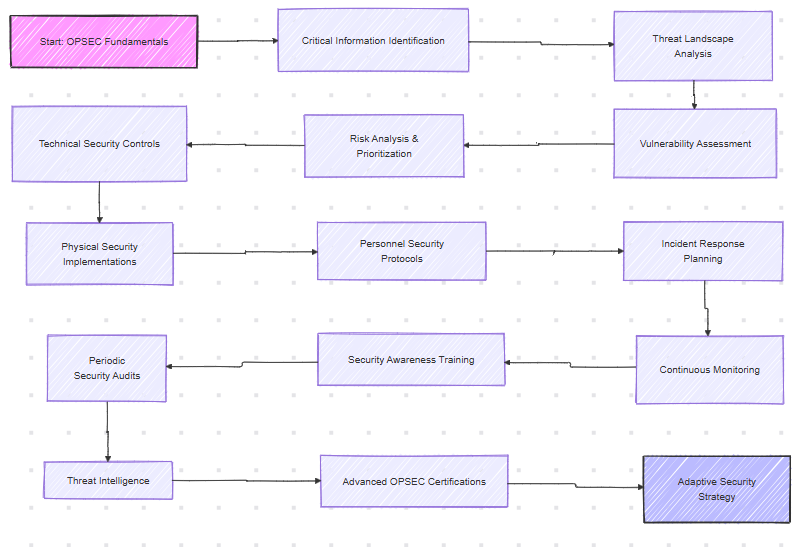 Start: OPSEC Fundamentals
Critical Information Identification
Threat Landscape
Analysis
Vulnerability Assessment
Risk Analysis &
Prioritization
Technical Security Controls
Physical Security
Implementations
Personnel Security
Protocols
Incident Response
Planning
Continuous Monitoring
Security Awareness Training
Periodic
Security Audits
Threat Intelligence
Advanced OPSEC Certifications
Adaptive Security
Strategy